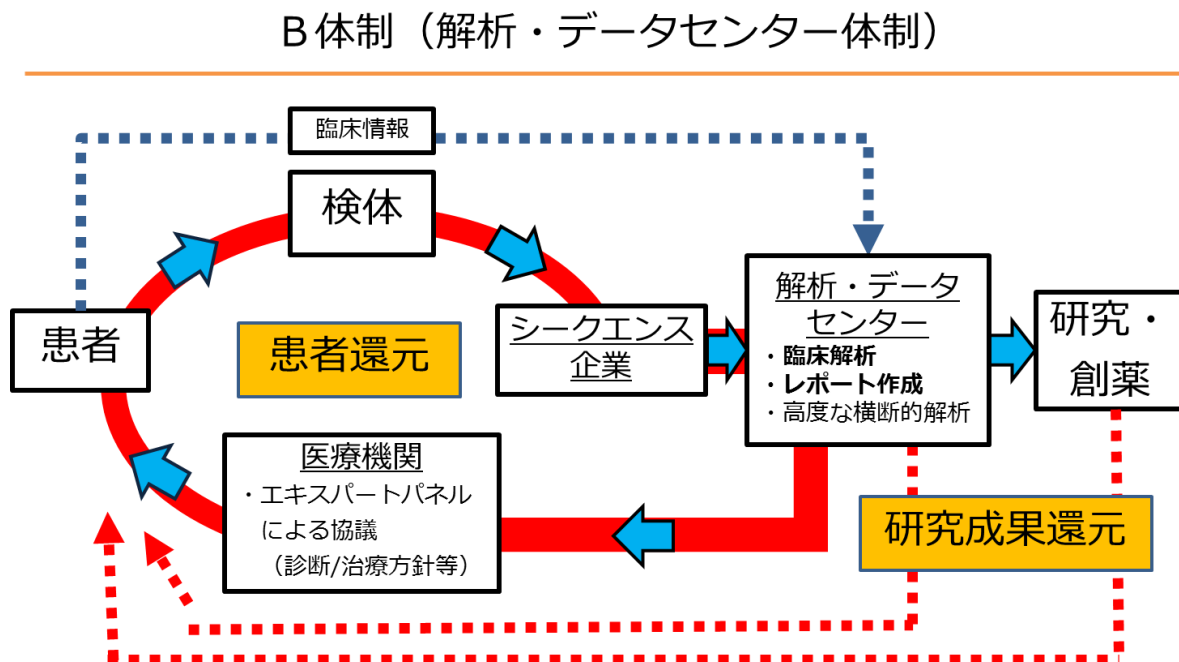 B体制（解析・データセンター体制）
臨床情報
検体
患者
患者還元
シークエンス
企業
解析・データ
センター
・臨床解析
・レポート作成
・高度な横断的解析
研究・
創薬
医療機関
・エキスパートパネル
による協議
（診断/治療方針等）
研究成果還元